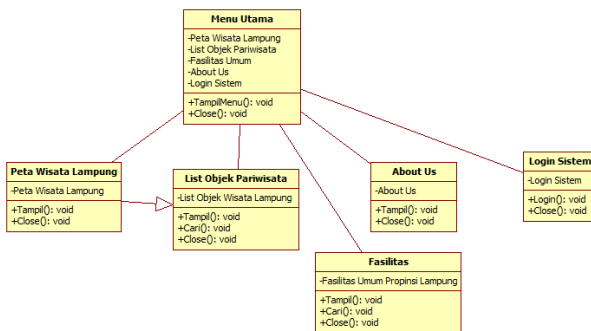 Menu Utama
-Peta Wisata Lampung
-List Objek Pariwisata
-Fasilitas Umum
-About Us
-Login Sistem
+TampilMenu(): void
+Close(): void
Peta Wisata Lampung
-Peta Wisata Lampung
+Tampil(): void
+Close(): void
List Objek Pariwisata
-List Objek Wisata Lampung
+Tampil(): void
+Cari(): void
+Close(): void
About Us
-About Us
+Tampil(): void
+Close(): void
Login Sistem
-Login Sistem
+Login(): void
+Close(): void
Fasilitas
-Fasilitas Umum Propinsi Lampung
+Tampil(): void
+Cari(): void
+Close(): void